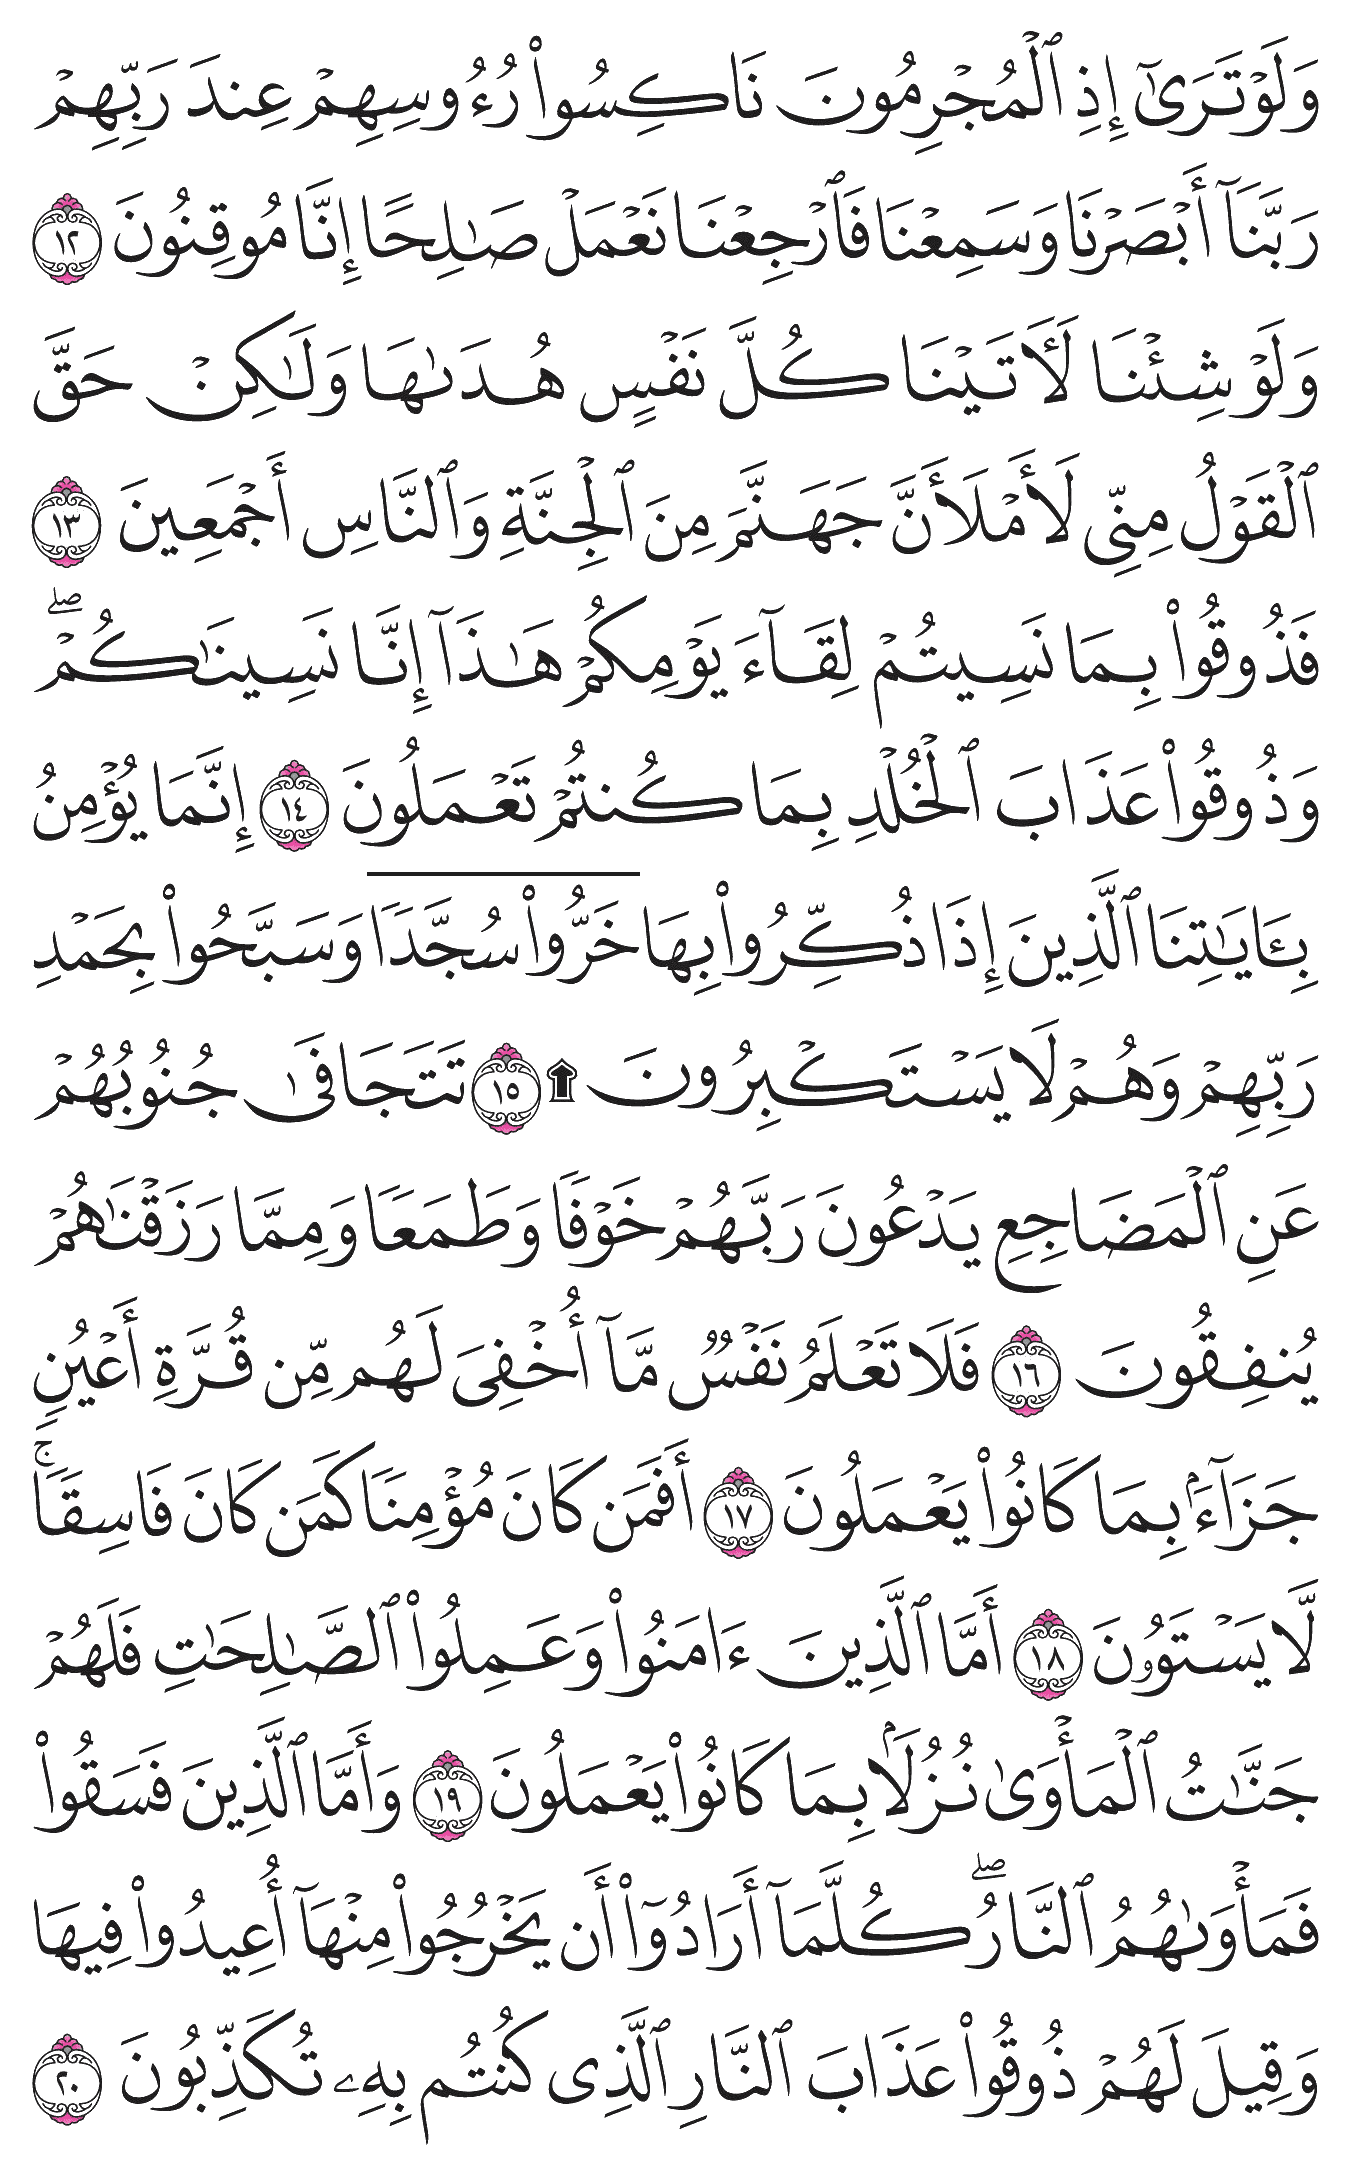 وَلَوۡ تَرَىٰٓ إِذِ ٱلۡمُجۡرِمُونَ نَاكِسُواْ رُءُوسِهِمۡ عِندَ رَبِّهِمۡ
رَبَّنَآ أَبۡصَرۡنَا وَسَمِعۡنَا فَٱرۡجِعۡنَا نَعۡمَلۡ صَٰلِحًا إِنَّا مُوقِنُونَ ١٢
وَلَوۡ شِئۡنَا لَأٓتَيۡنَا كُلَّ نَفۡسٍ هُدَىٰهَا وَلَٰكِنۡ حَقَّ
ٱلۡقَوۡلُ مِنِّي لَأَمۡلَأَنَّ جَهَنَّمَ مِنَ ٱلۡجِنَّةِ وَٱلنَّاسِ أَجۡمَعِينَ ١٣
فَذُوقُواْ بِمَا نَسِيتُمۡ لِقَآءَ يَوۡمِكُمۡ هَٰذَآ إِنَّا نَسِينَٰكُمۡۖ
وَذُوقُواْ عَذَابَ ٱلۡخُلۡدِ بِمَا كُنتُمۡ تَعۡمَلُونَ ١٤ إِنَّمَا يُؤۡمِنُ
بِـَٔايَٰتِنَا ٱلَّذِينَ إِذَا ذُكِّرُواْ بِهَا خَرُّواْ سُجَّدٗا وَسَبَّحُواْ بِحَمۡدِ
رَبِّهِمۡ وَهُمۡ لَا يَسۡتَكۡبِرُونَ ۩ ١٥ تَتَجَافَىٰ جُنُوبُهُمۡ
عَنِ ٱلۡمَضَاجِعِ يَدۡعُونَ رَبَّهُمۡ خَوۡفٗا وَطَمَعٗا وَمِمَّا رَزَقۡنَٰهُمۡ
يُنفِقُونَ ١٦ فَلَا تَعۡلَمُ نَفۡسٞ مَّآ أُخۡفِيَ لَهُم مِّن قُرَّةِ أَعۡيُنٖ
جَزَآءَۢ بِمَا كَانُواْ يَعۡمَلُونَ ١٧ أَفَمَن كَانَ مُؤۡمِنٗا كَمَن كَانَ فَاسِقٗاۚ
لَّا يَسۡتَوُۥنَ ١٨ أَمَّا ٱلَّذِينَ ءَامَنُواْ وَعَمِلُواْ ٱلصَّٰلِحَٰتِ فَلَهُمۡ
جَنَّٰتُ ٱلۡمَأۡوَىٰ نُزُلَۢا بِمَا كَانُواْ يَعۡمَلُونَ ١٩ وَأَمَّا ٱلَّذِينَ فَسَقُواْ
فَمَأۡوَىٰهُمُ ٱلنَّارُۖ كُلَّمَآ أَرَادُوٓاْ أَن يَخۡرُجُواْ مِنۡهَآ أُعِيدُواْ فِيهَا
وَقِيلَ لَهُمۡ ذُوقُواْ عَذَابَ ٱلنَّارِ ٱلَّذِي كُنتُم بِهِۦ تُكَذِّبُونَ ٢٠